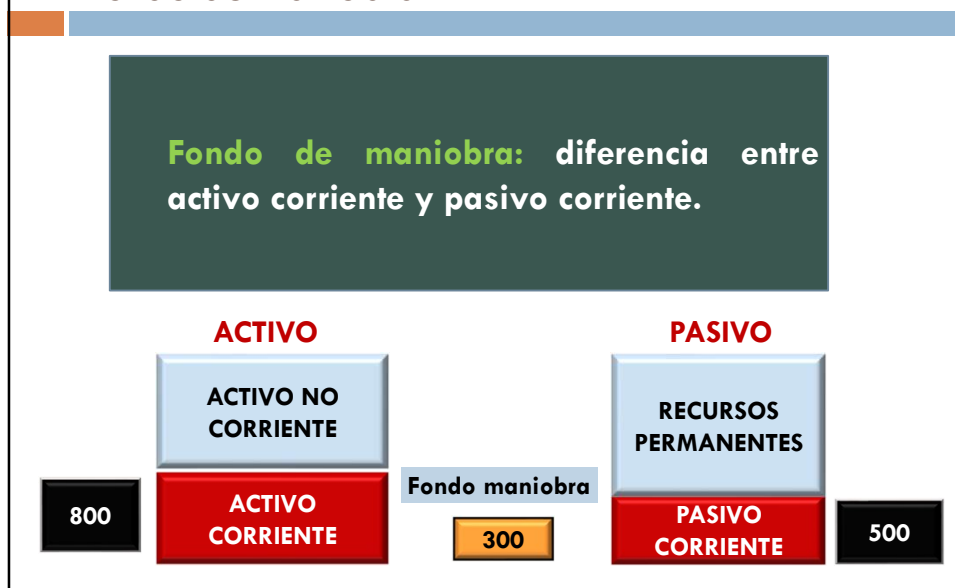 Fondo de maniobra: diferencia entre
activo corriente y pasivo corriente.
ACTIVO
PASIVO
ACTIVO NO
CORRIENTE
RECURSOS
PERMANENTES
Fondo maniobra
800
ACTIVO
CORRIENTE
300
PASIVO
CORRIENTE
500